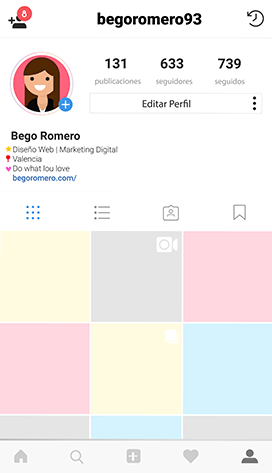 8
begoromero93
131 633 739
publicaciones seguidores seguidos
Editar Perfil
Bego Romero
Diseño Web | Marketing Digital
Valencia
Do what lou love
begoromero.com/